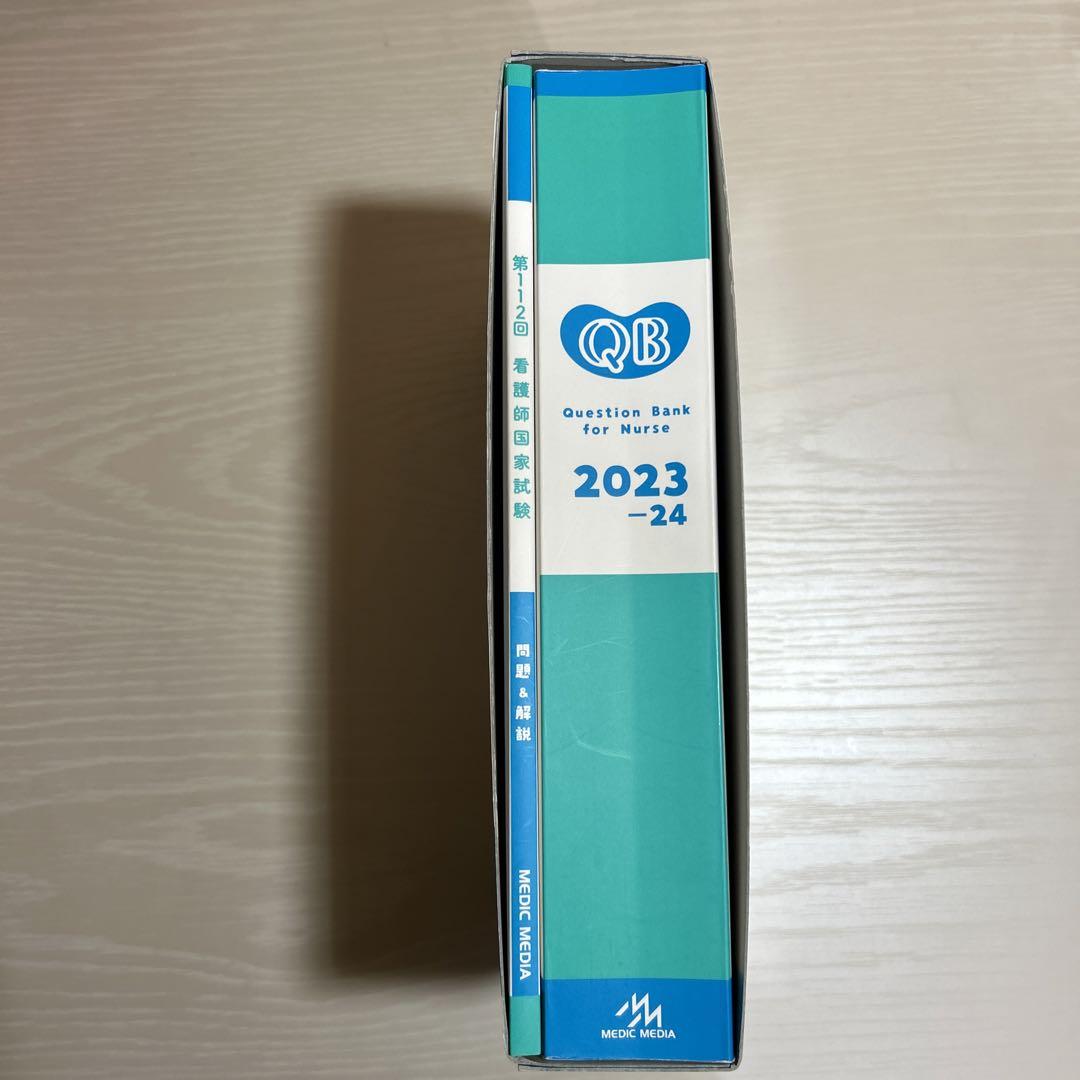 第112回 看護師国家試験
問題&解説
MEDIC MEDIA
QB
Question Bank
for Nurse
2023
-24
MEDIC MEDIA